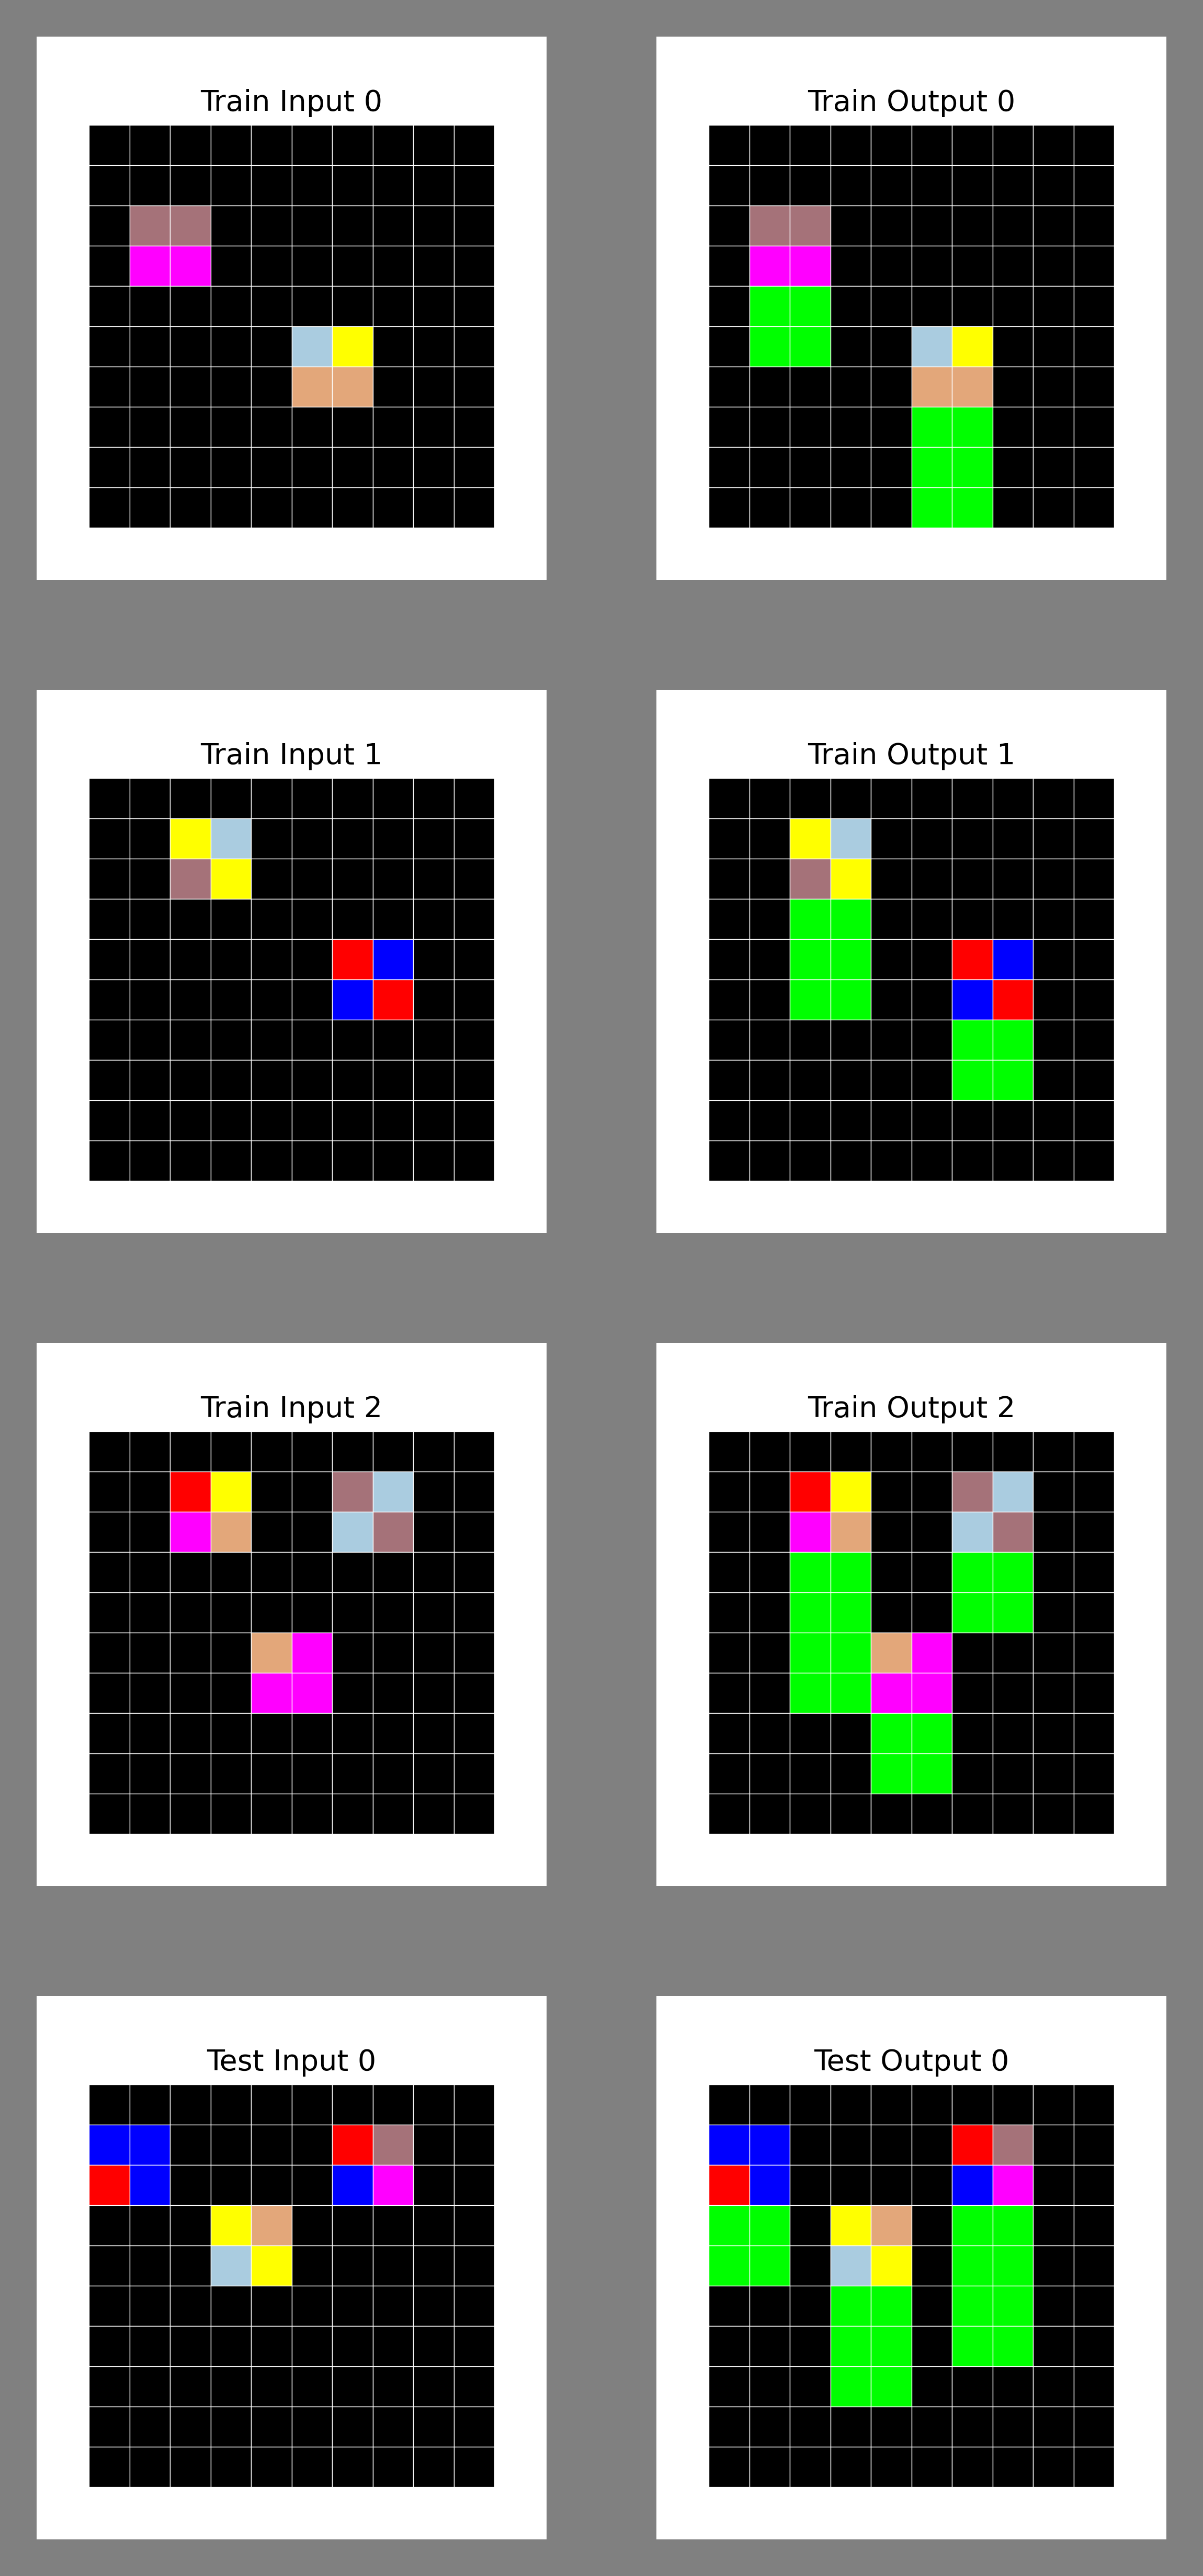 Train Input 0
Train Output 0
Train Input 1
Train Output 1
Train Input 2
Train Output 2
Test Input 0
Test Output 0